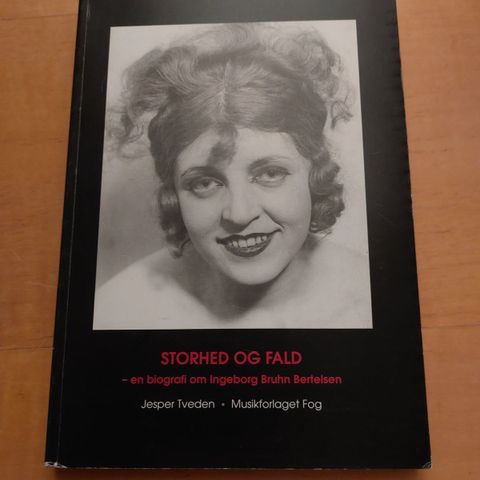 STORHED OG FALD
– en biografi om Ingeborg Bruhn Bertelsen
Jesper Tveden • Musikforlaget Fog